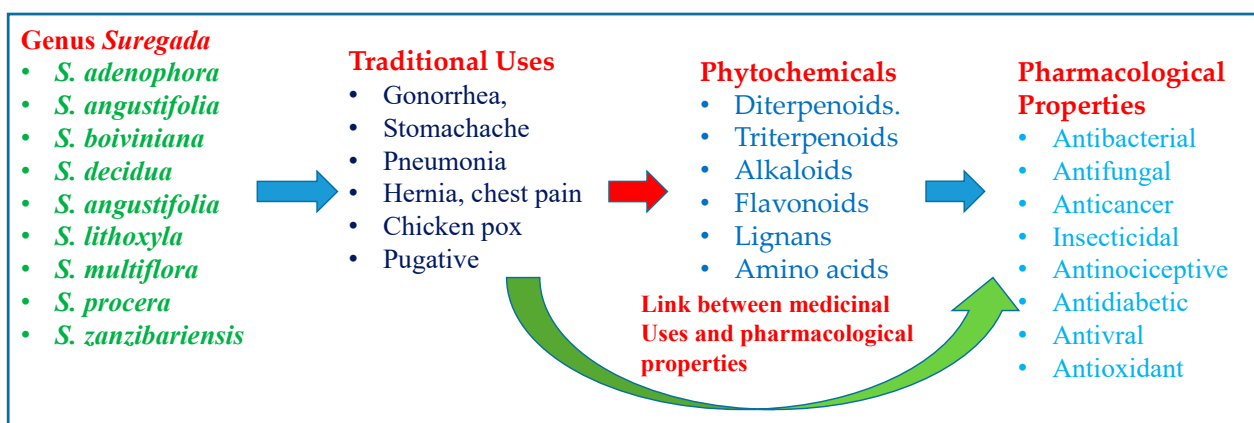 Genus Suregada
• S. adenophora
• S. angustifolia
• S. boiviniana
• S. decidua
• S. angustifolia
• S. lithoxyla
• S. multiflora
• S. procera
• S. zanzibariensis
Traditional Uses
• Gonorrhea,
• Stomachache
• Pneumonia
• Hernia, chest pain
• Chicken pox
• Pugative
Phytochemicals
• Diterpenoids.
• Triterpenoids
• Alkaloids
• Flavonoids
• Lignans
• Amino acids
Link between medicinal
Uses and pharmacological
properties
Pharmacological
Properties
• Antibacterial
• Antifungal
• Anticancer
• Insecticidal
• Antinociceptive
• Antidiabetic
• Antivral
• Antioxidant